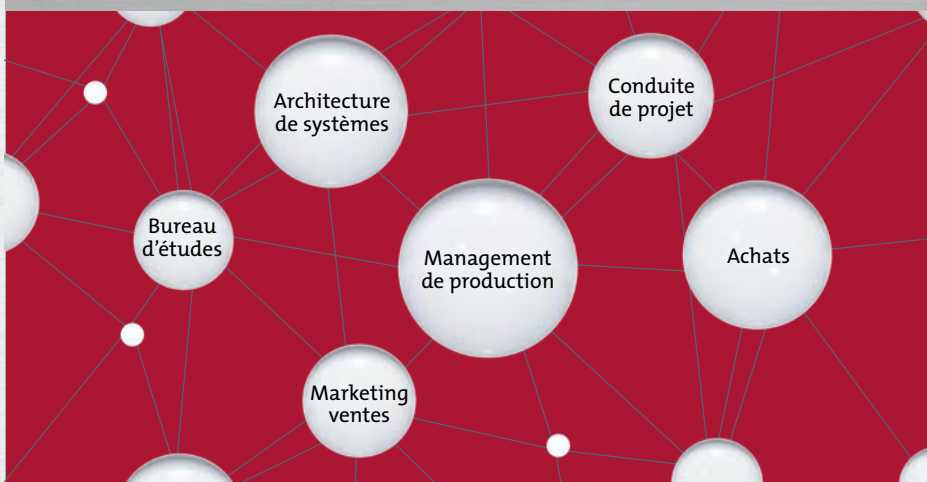 Architecture
de systèmes
Conduite
de projet
Bureau
d’études
Management
de production
Achats
Marketing
ventes